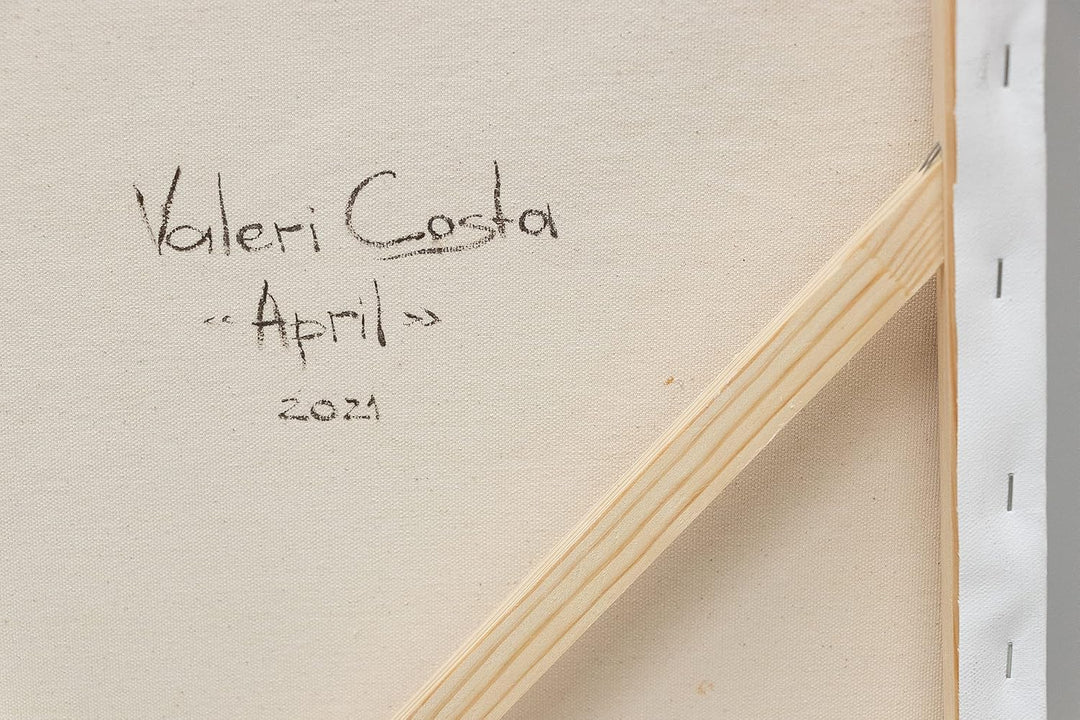 Valeri Costa
«April»
2021